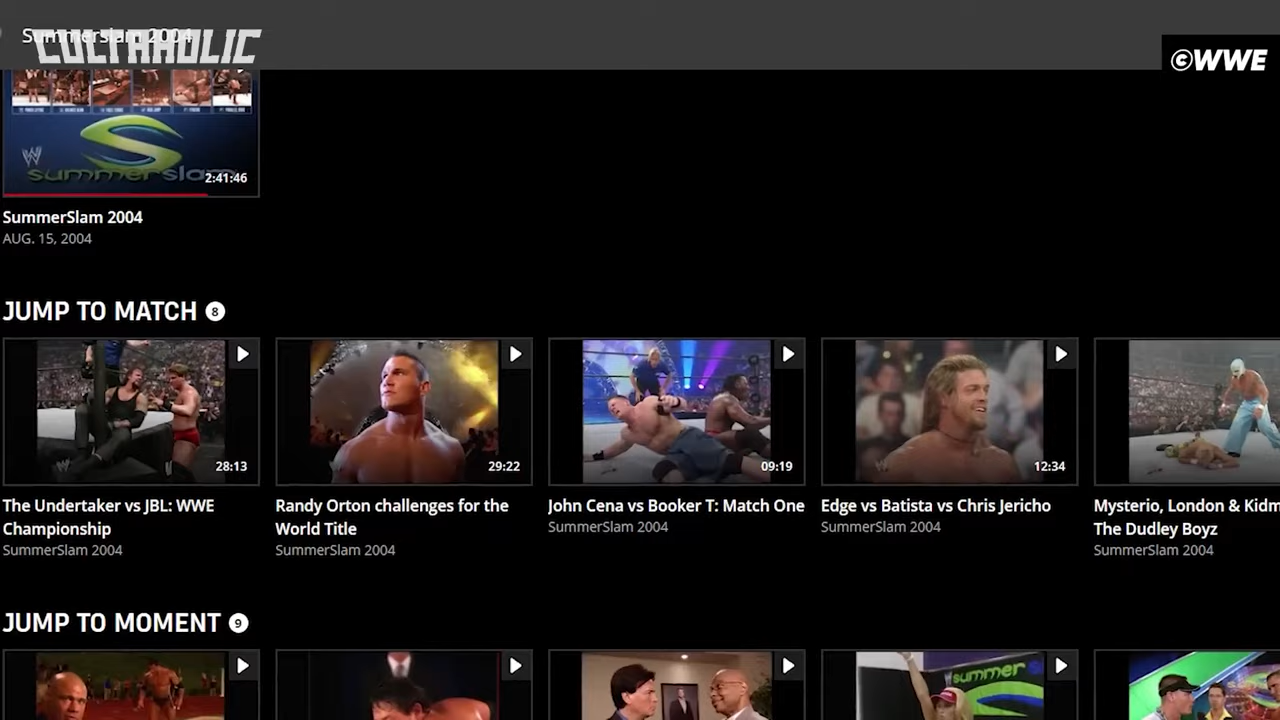 Summerslam 2004
CULTAHOLIC
©WWE
summerslam
2:41:46
SummerSlam 2004
AUG. 15, 2004
JUMP TO MATCH 8
28:13
29:22
09:19
12:34
The Undertaker vs JBL: WWE
Championship
SummerSlam 2004
Randy Orton challenges for the
World Title
SummerSlam 2004
John Cena vs Booker T: Match One
SummerSlam 2004
Edge vs Batista vs Chris Jericho
SummerSlam 2004
Mysterio, London & Kidm
The Dudley Boyz
SummerSlam 2004
JUMP TO MOMENT 9
summer